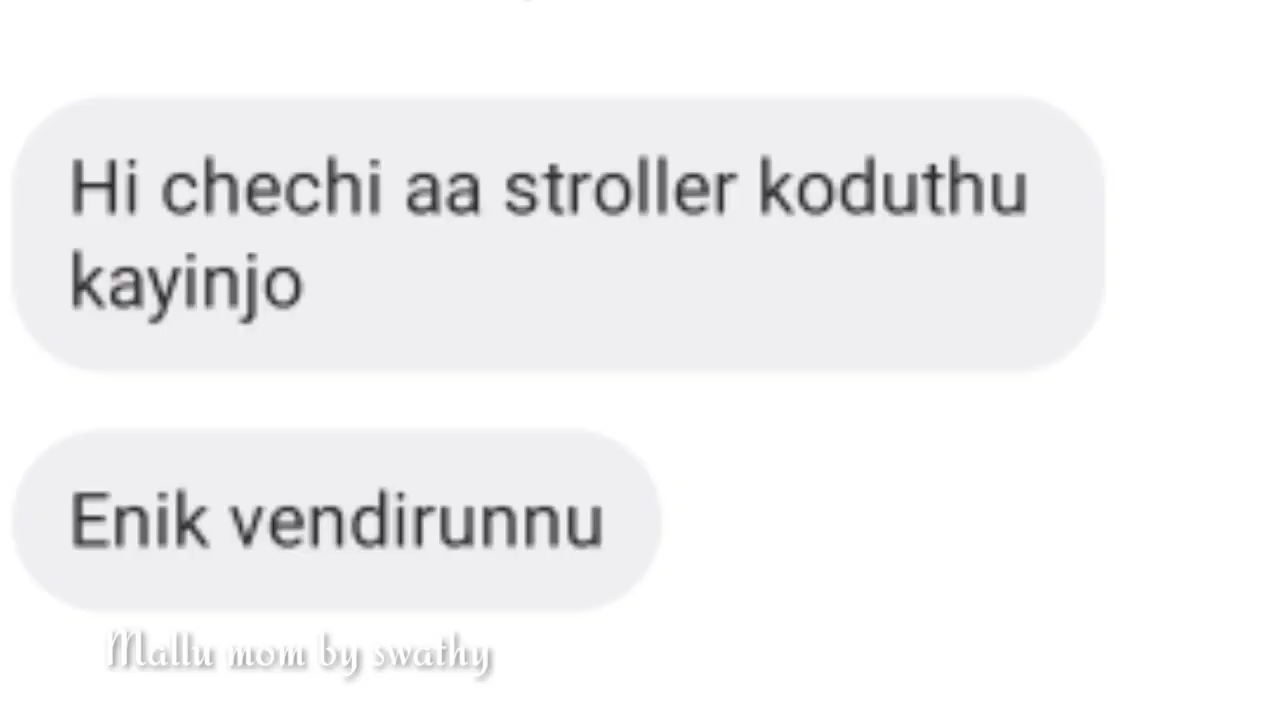 Hi chechi aa stroller koduthu
kayinjo
Enik vendirunnu
Mallu mom by swathy